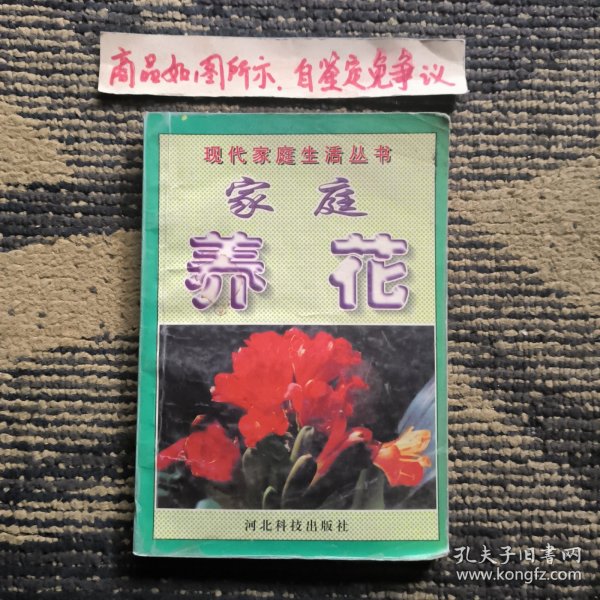 商品如图所示，自鉴定免争议
现代家庭生活丛书
家庭
养花
河北科技出版社
孔夫子旧书网
www.kongfz.com